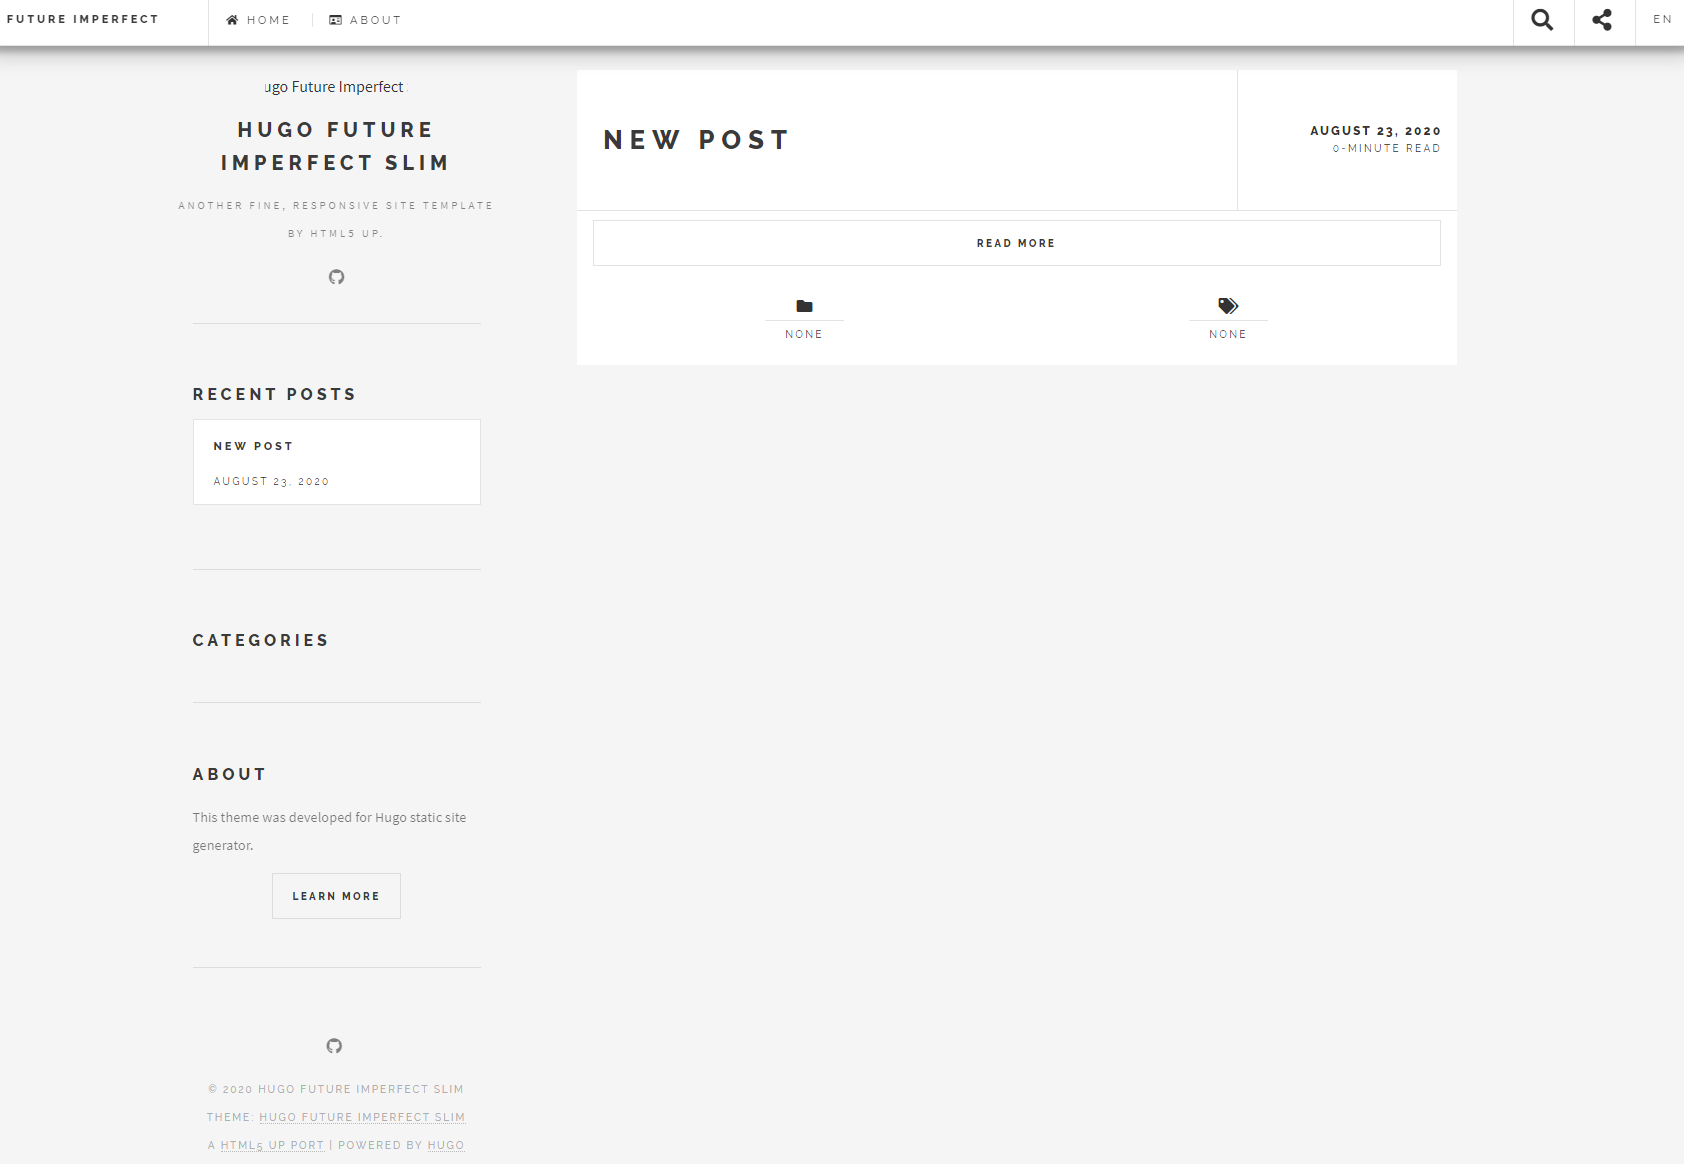 FUTURE IMPERFECT
HOME
ABOUT
EN
ugo Future Imperfect
HUGO FUTURE
IMPERFECT SLIM
ANOTHER FINE, RESPONSIVE SITE TEMPLATE
BY HTML5 UP.
RECENT POSTS
NEW POST
AUGUST 23, 2020
CATEGORIES
ABOUT
This theme was developed for Hugo static site
generator.
LEARN MORE
© 2020 HUGO FUTURE IMPERFECT SLIM
THEME: HUGO FUTURE IMPERFECT SLIM
A HTML5 UP PORT | POWERED BY HUGO
NEW POST
AUGUST 23, 2020
0-MINUTE READ
READ MORE
NONE
NONE